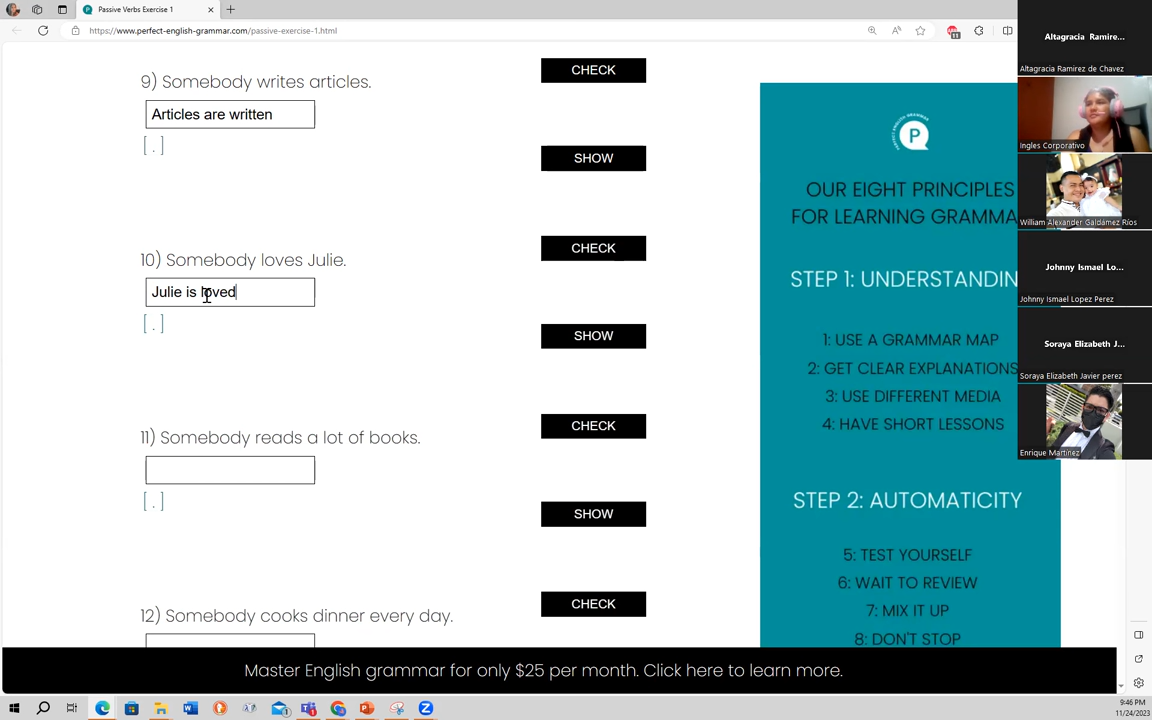 Passive Verbs Exercise 1
https://www.perfect-english-grammar.com/passive-exercise-1.html
11
9) Somebody writes articles.
CHECK
Articles are written
[ . ]
SHOW
10) Somebody loves Julie.
CHECK
Julie is loved
[ . ]
SHOW
11) Somebody reads a lot of books.
CHECK
[ . ]
SHOW
12) Somebody cooks dinner every day.
CHECK
P
OUR EIGHT PRINCIPLES
FOR LEARNING GRAMMA
STEP 1: UNDERSTANDIN
1: USE A GRAMMAR MAP
2: GET CLEAR EXPLANATIONS
3: USE DIFFERENT MEDIA
4: HAVE SHORT LESSONS
STEP 2: AUTOMATICITY
5: TEST YOURSELF
6: WAIT TO REVIEW
7: MIX IT UP
8: DON'T STOP
Altagracia Ramire...
Altagracia Ramirez de Chavez
Ingles Corporativo
William Alexander Galdámez Ríos
Johnny Ismael Lo...
Johnny Ismael Lopez Perez
Soraya Elizabeth J...
Soraya Elizabeth Javier perez
Enrique Martinez
Master English grammar for only $25 per month. Click here to learn more.
9:46 PM
11/24/2023